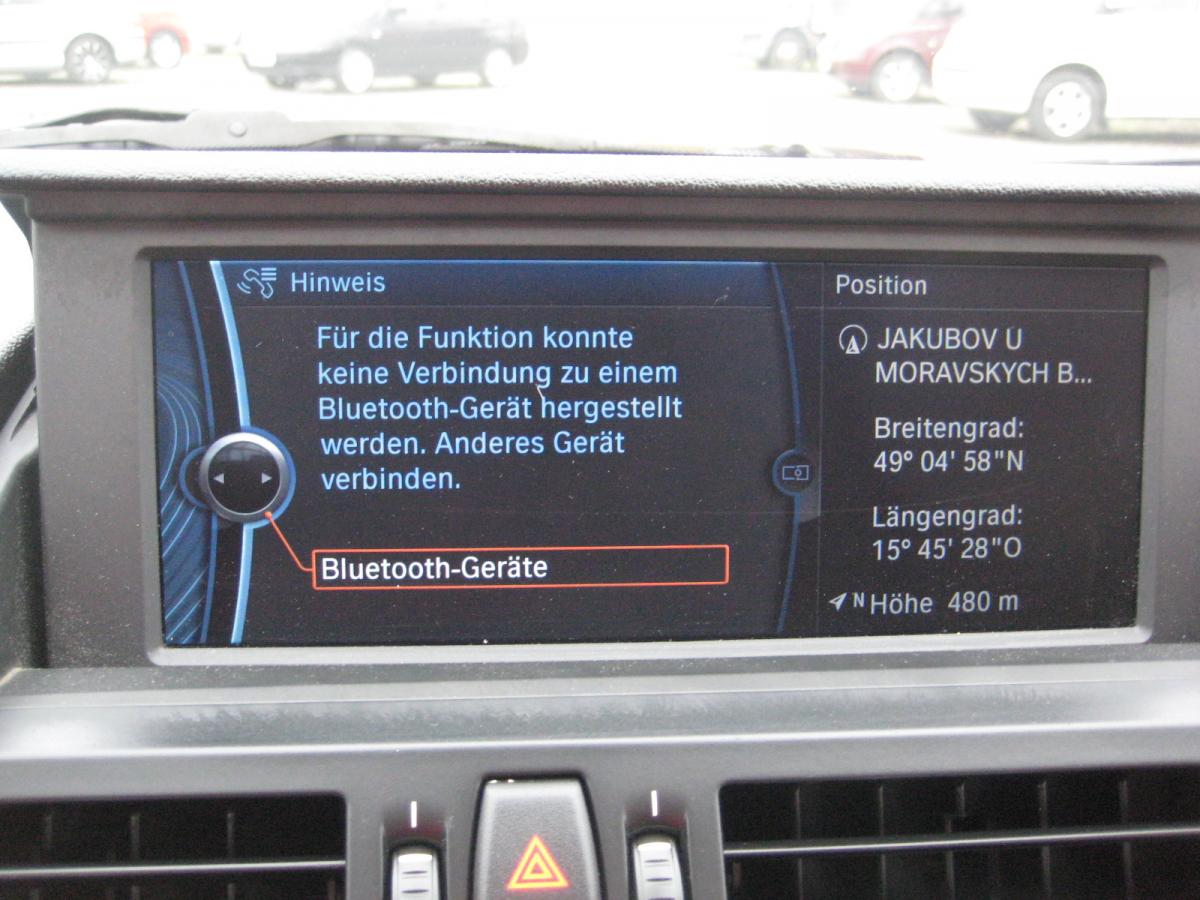 Hinweis
Für die Funktion konnte
keine Verbindung zu einem
Bluetooth-Gerät hergestellt
werden. Anderes Gerät
verbinden.
Bluetooth-Geräte
Position
JAKUBOV U
MORAVSKYCH B...
Breitengrad:
49° 04' 58"N
Längengrad:
15° 45' 28"O
N Höhe 480 m